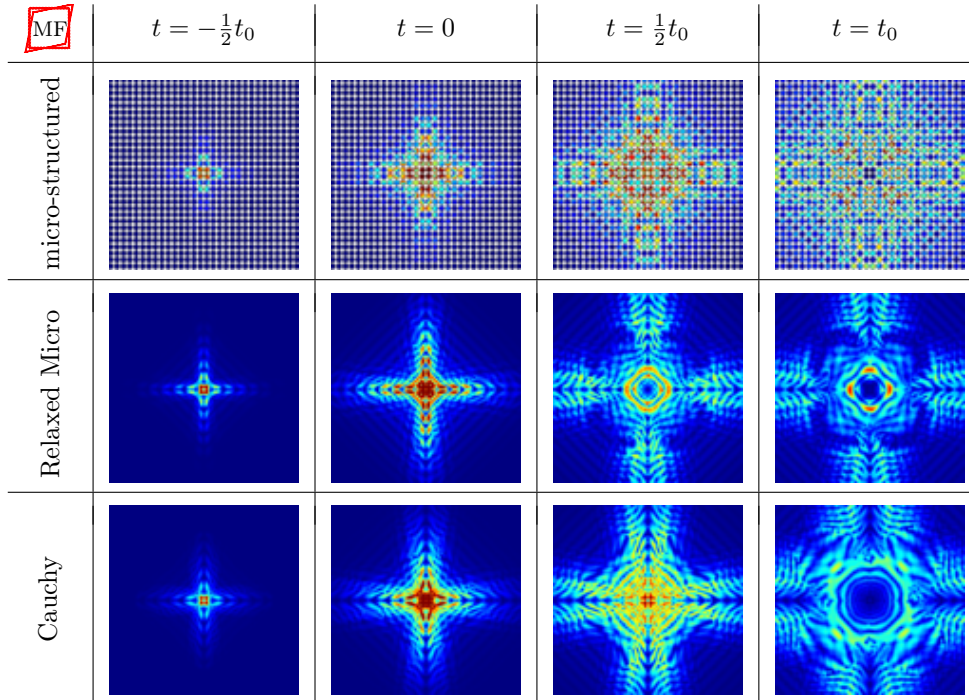 MF t = −½t₀ t = 0 t = ½t₀ t = t₀
micro-structured
Relaxed Micro
Cauchy